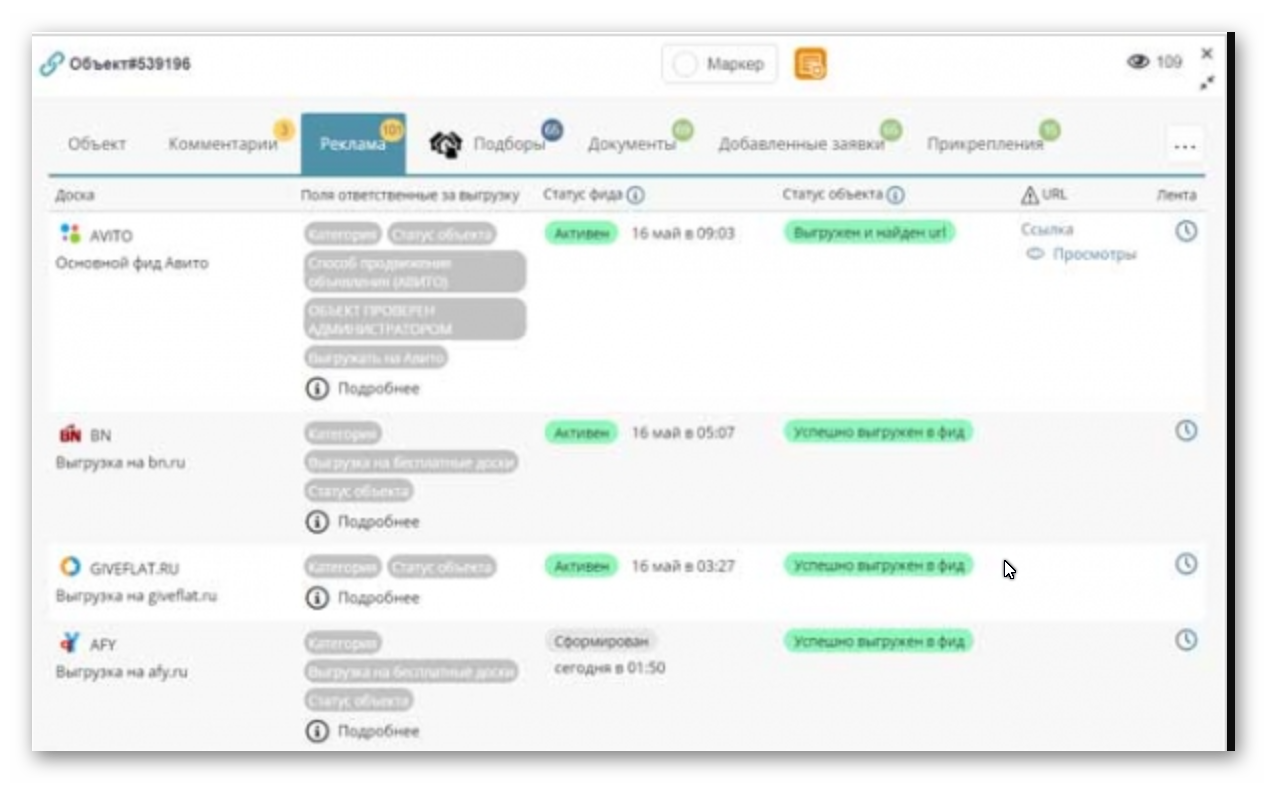 Объект#539196
Маркер
109
Объект
Комментарии 3
Реклама 101
Подборы 66
Документы
Добавленные заявки
Прикрепления
...
Доска Поля ответственные за выгрузку Статус фида Статус объекта URL Лента
AVITO Категория Статус объекта Активен 16 май в 09:03 Выгружен и найден url Ссылка
Основной фид Авито Способ продвижения Просмотры
объявления (АВИТО)
ОБЪЕКТ ПРОВЕРЕН
АДМИНИСТРАТОРОМ
Выгружать на Авито
Подробнее
BN BN Категория Активен 16 май в 05:07 Успешно выгружен в фид
Выгрузка на bn.ru Выгрузка на бесплатные доски
Статус объекта
Подробнее
GIVEFLAT.RU Категория Статус объекта Активен 16 май в 03:27 Успешно выгружен в фид
Выгрузка на giveflat.ru Подробнее
AFY Категория Сформирован Успешно выгружен в фид
Выгрузка на afy.ru Выгрузка на бесплатные доски сегодня в 01:50
Статус объекта
Подробнее